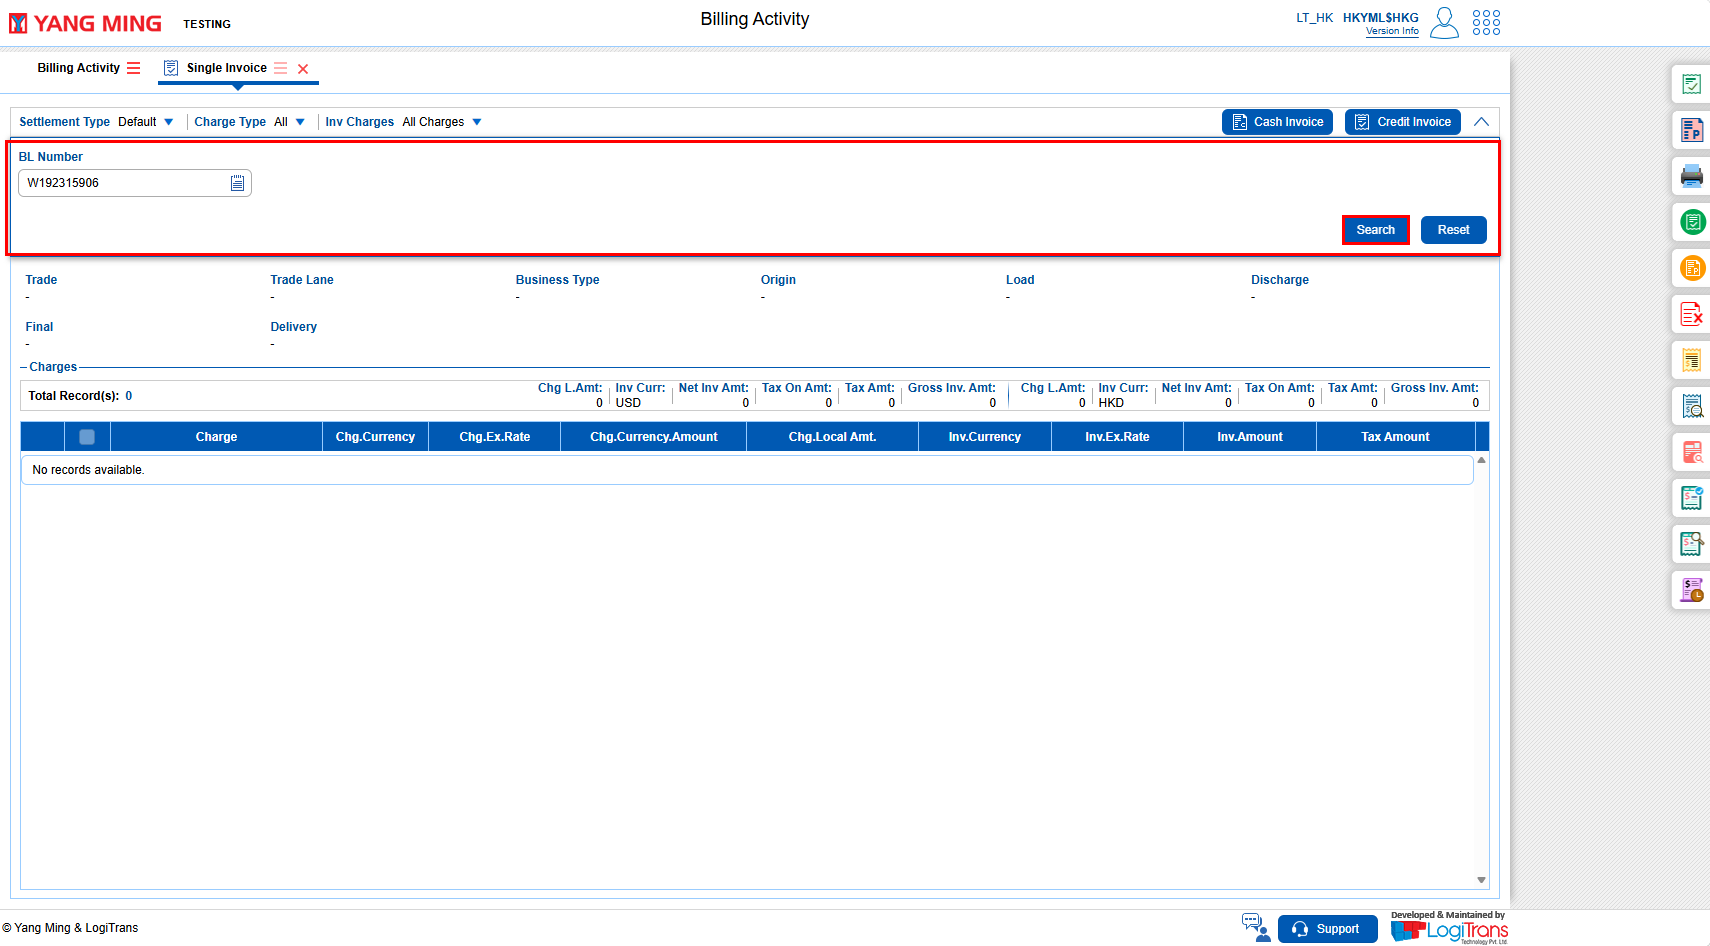 YANG MING TESTING
Billing Activity
LT_HK HKYML$HKG
Version Info
Billing Activity
Single Invoice
Settlement Type Default Charge Type All Inv Charges All Charges Cash Invoice Credit Invoice
BL Number
W192315906
Search Reset
Trade Trade Lane Business Type Origin Load Discharge
- - - - - -
Final Delivery
- -
Charges
Total Record(s): 0
Chg L.Amt: Inv Curr: Net Inv Amt: Tax On Amt: Tax Amt: Gross Inv. Amt: Chg L.Amt: Inv Curr: Net Inv Amt: Tax On Amt: Tax Amt: Gross Inv. Amt:
0 USD 0 0 0 0 0 HKD 0 0 0 0
Charge Chg.Currency Chg.Ex.Rate Chg.Currency.Amount Chg.Local Amt. Inv.Currency Inv.Ex.Rate Inv.Amount Tax Amount
No records available.
© Yang Ming & LogiTrans
Support
Developed & Maintained by
LogiTrans
Technology Pvt. Ltd.